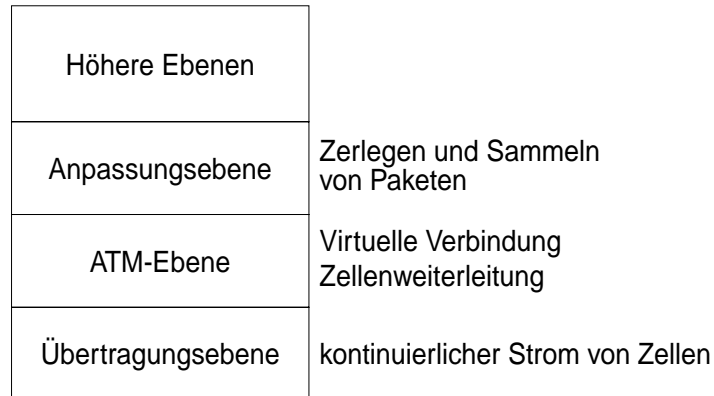 Höhere Ebenen
Anpassungsebene
Zerlegen und Sammeln
von Paketen
ATM-Ebene
Virtuelle Verbindung
Zellenweiterleitung
Übertragungsebene
kontinuierlicher Strom von Zellen